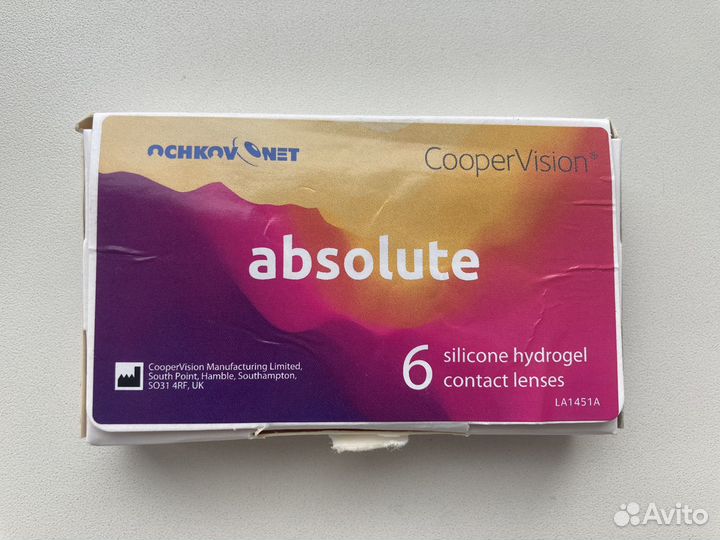 OCHKOV NET
CooperVision®
absolute
CooperVision Manufacturing Limited,
South Point, Hamble, Southampton,
SO31 4RF, UK
6 silicone hydrogel
contact lenses
LA1451A
Avito